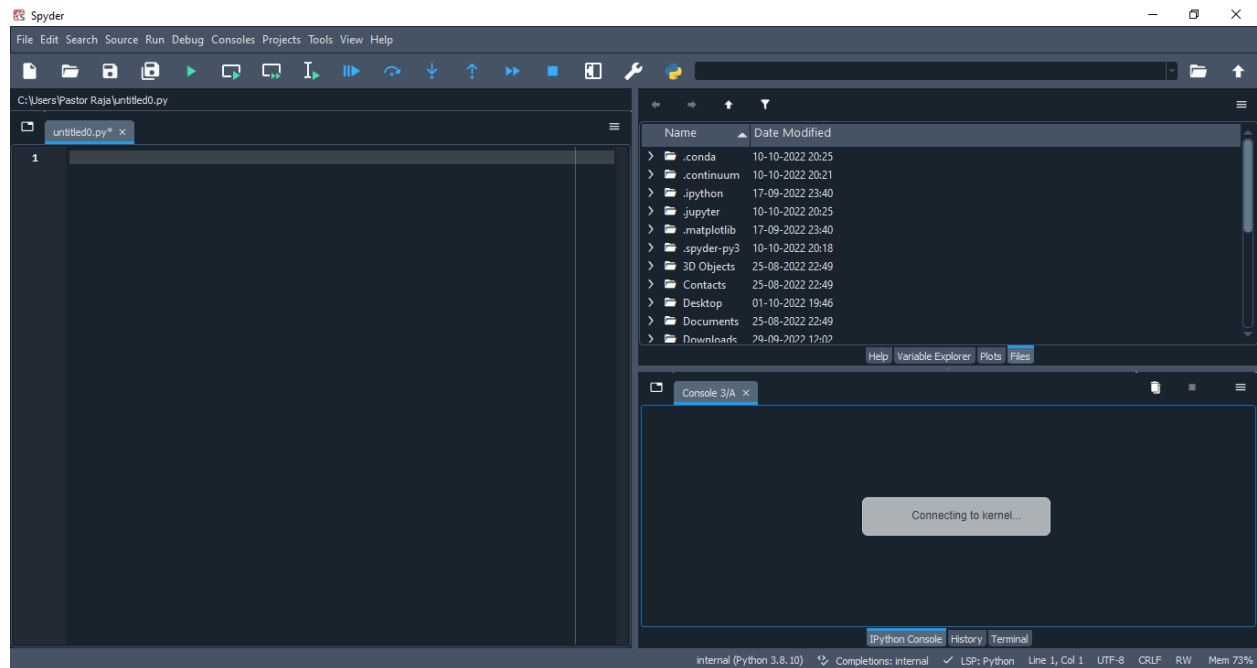 Spyder
File Edit Search Source Run Debug Consoles Projects Tools View Help
C:\Users\Pastor Raja\untitled0.py
untitled0.py*
1
Name Date Modified
.conda 10-10-2022 20:25
.continuum 10-10-2022 20:21
.ipython 17-09-2022 23:40
.jupyter 10-10-2022 20:25
.matplotlib 17-09-2022 23:40
.spyder-py3 10-10-2022 20:18
3D Objects 25-08-2022 22:49
Contacts 25-08-2022 22:49
Desktop 01-10-2022 19:46
Documents 25-08-2022 22:49
Downloads 29-09-2022 12:02
Help Variable Explorer Plots Files
Console 3/A
Connecting to kernel...
IPython Console History Terminal
internal (Python 3.8.10) Completions: internal LSP: Python Line 1, Col 1 UTF-8 CRLF RW Mem 73%